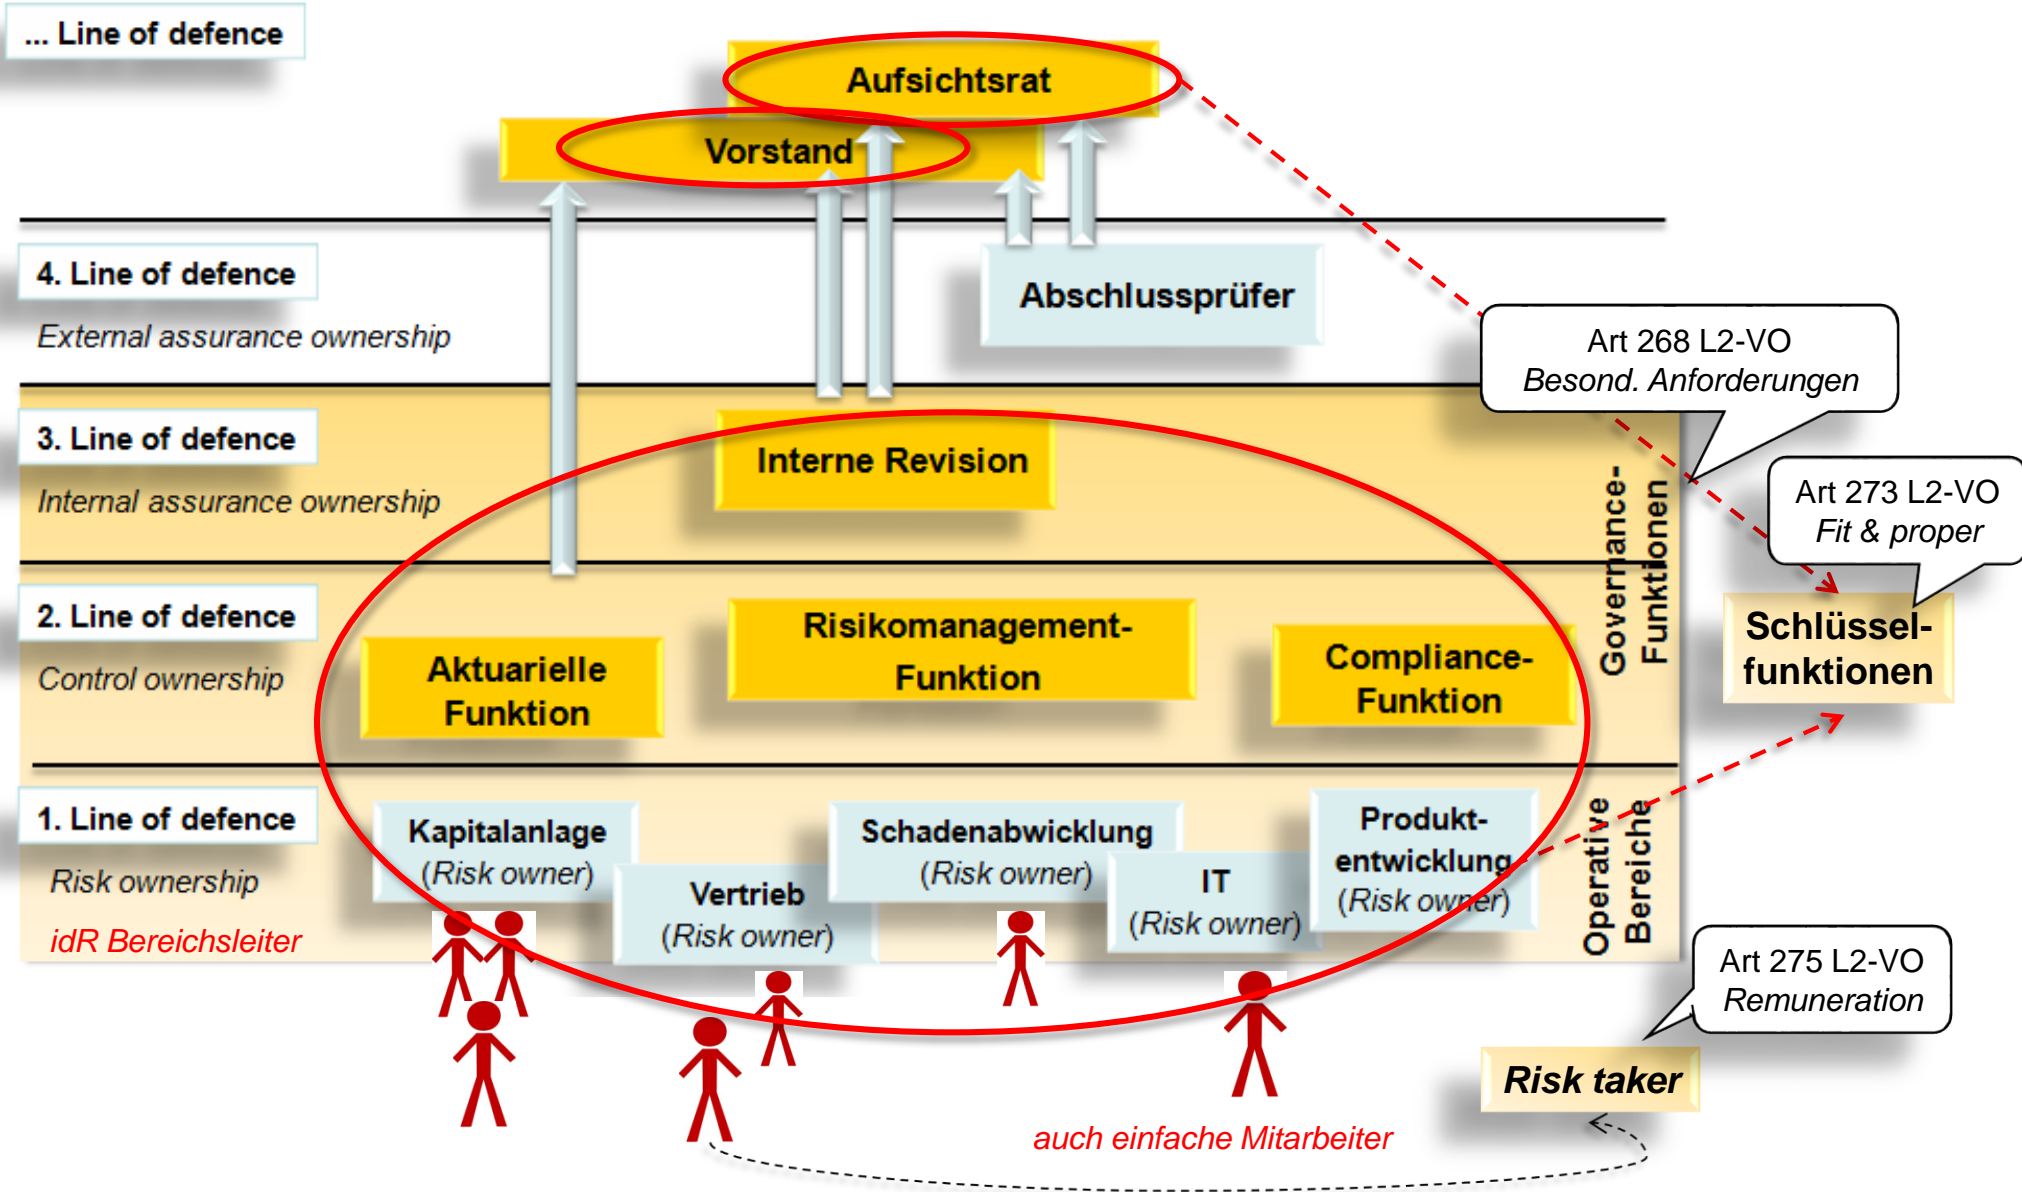 ... Line of defence
Aufsichtsrat
Vorstand
4. Line of defence
External assurance ownership
Abschlussprüfer
Art 268 L2-VO
Besond. Anforderungen
3. Line of defence
Internal assurance ownership
Interne Revision
Governance-
Funktionen
Art 273 L2-VO
Fit & proper
2. Line of defence
Control ownership
Aktuarielle
Funktion
Risikomanagement-
Funktion
Compliance-
Funktion
Schlüssel-
funktionen
1. Line of defence
Risk ownership
idR Bereichsleiter
Kapitalanlage
(Risk owner)
Vertrieb
(Risk owner)
Schadenabwicklung
(Risk owner)
IT
(Risk owner)
Produkt-
entwicklung
(Risk owner)
Operative
Bereiche
Art 275 L2-VO
Remuneration
Risk taker
auch einfache Mitarbeiter